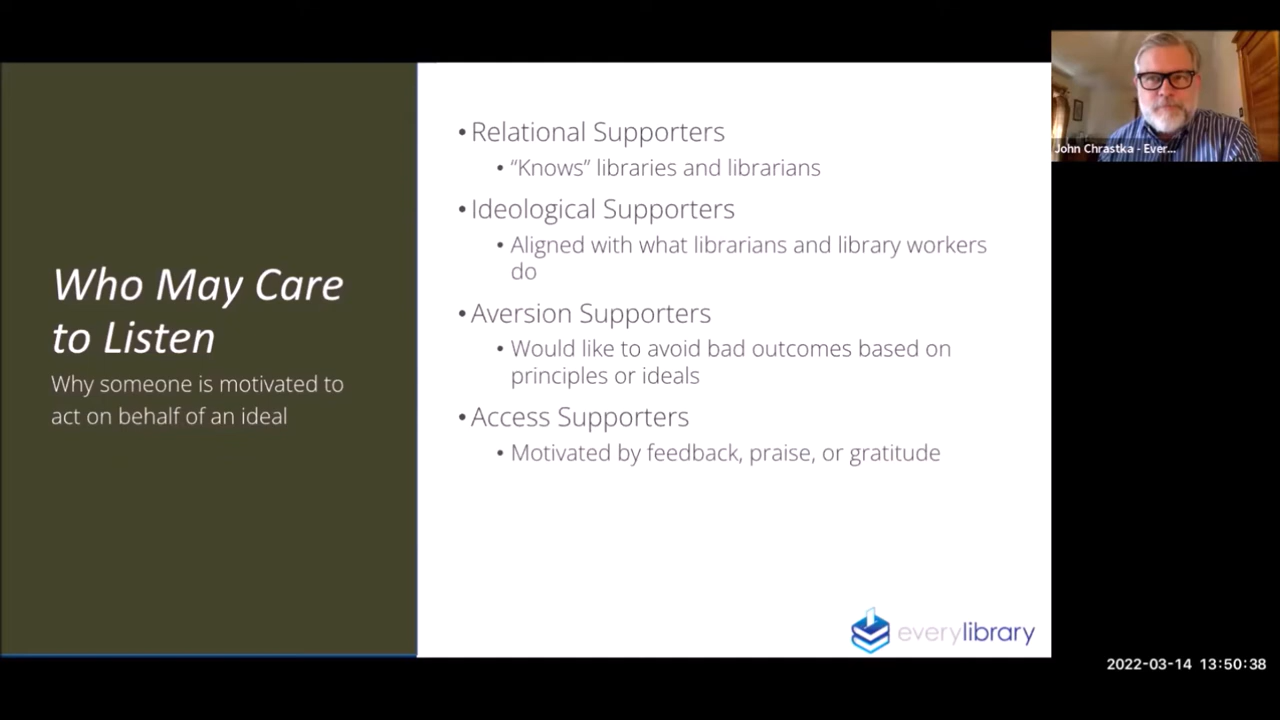 Who May Care
to Listen
Why someone is motivated to
act on behalf of an ideal
• Relational Supporters
• “Knows” libraries and librarians
• Ideological Supporters
• Aligned with what librarians and library workers
do
• Aversion Supporters
• Would like to avoid bad outcomes based on
principles or ideals
• Access Supporters
• Motivated by feedback, praise, or gratitude
everylibrary
John Chrastka - Ever...
2022-03-14 13:50:38